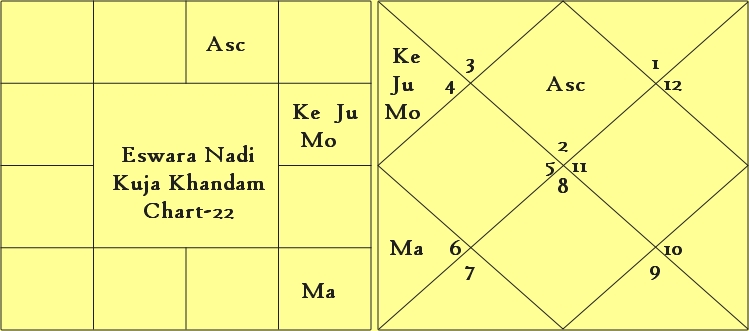 Asc
Ke Ju
Mo
Eswara Nadi
Kuja Khandam
Chart-22
Ma
Ke
Ju
Mo
3
4
Asc
1
12
2
5 11
8
Ma 6
7
10
9